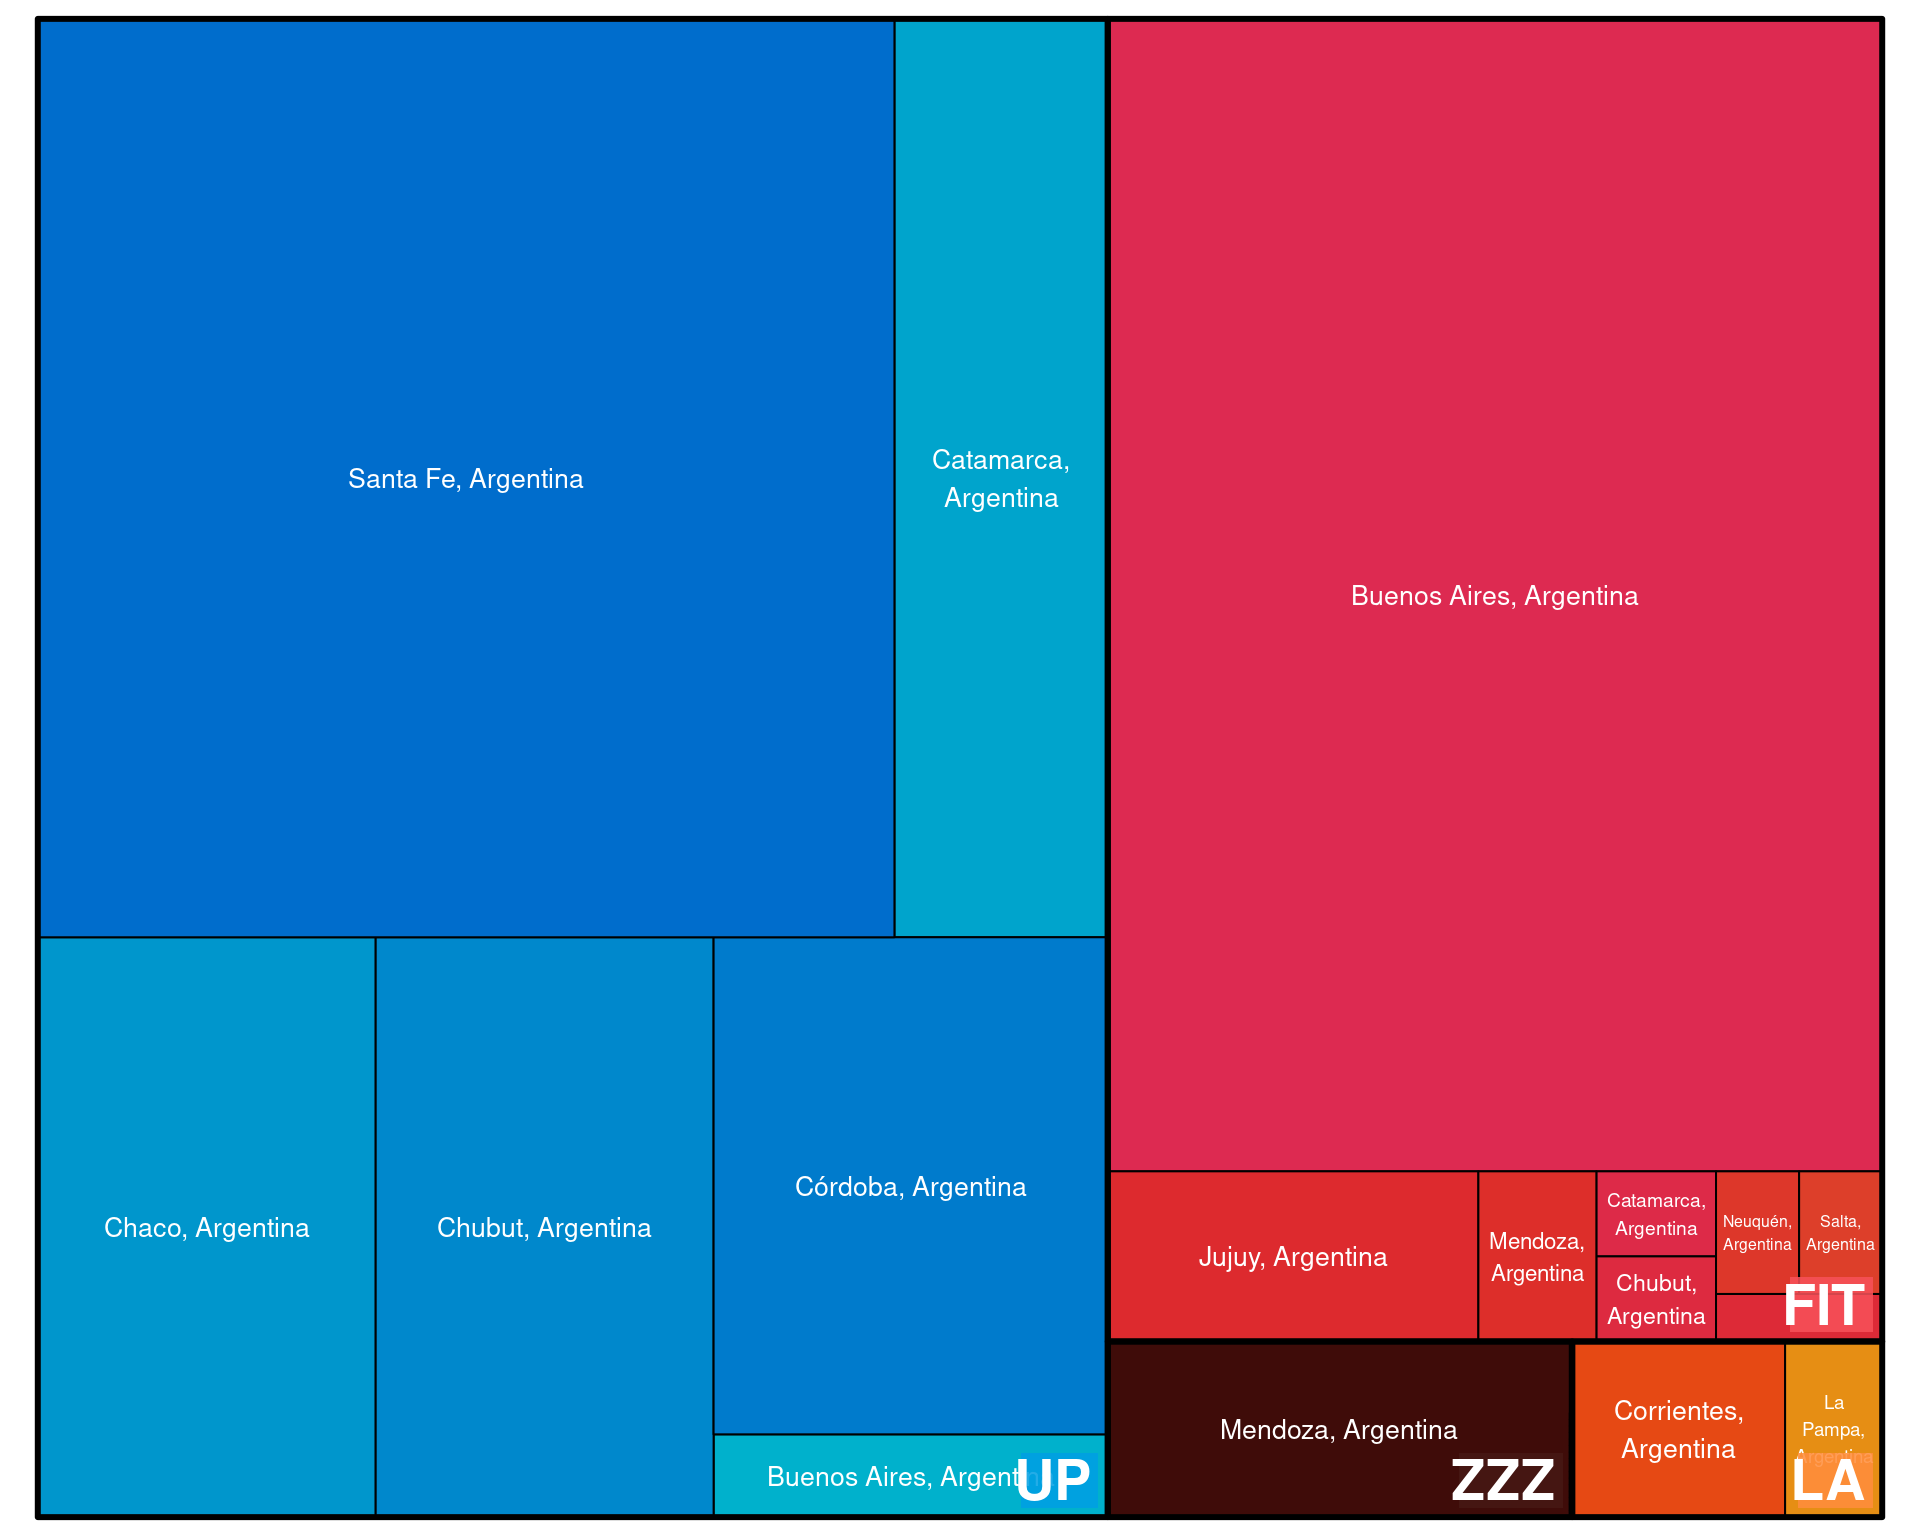 Santa Fe, Argentina
Catamarca,
Argentina
Buenos Aires, Argentina
Chaco, Argentina
Chubut, Argentina
Córdoba, Argentina
Buenos Aires, Argentina
UP
Jujuy, Argentina
Mendoza,
Argentina
Catamarca,
Argentina
Chubut,
Argentina
Neuquén,
Argentina
Salta,
Argentina
FIT
Mendoza, Argentina
ZZZ
Corrientes,
Argentina
La
Pampa,
Argentina
LA